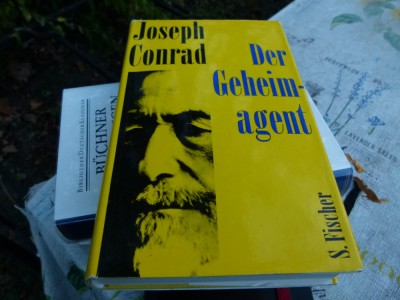 Joseph
Conrad
Der
Geheim-
agent
S. Fischer
BÜCHNER